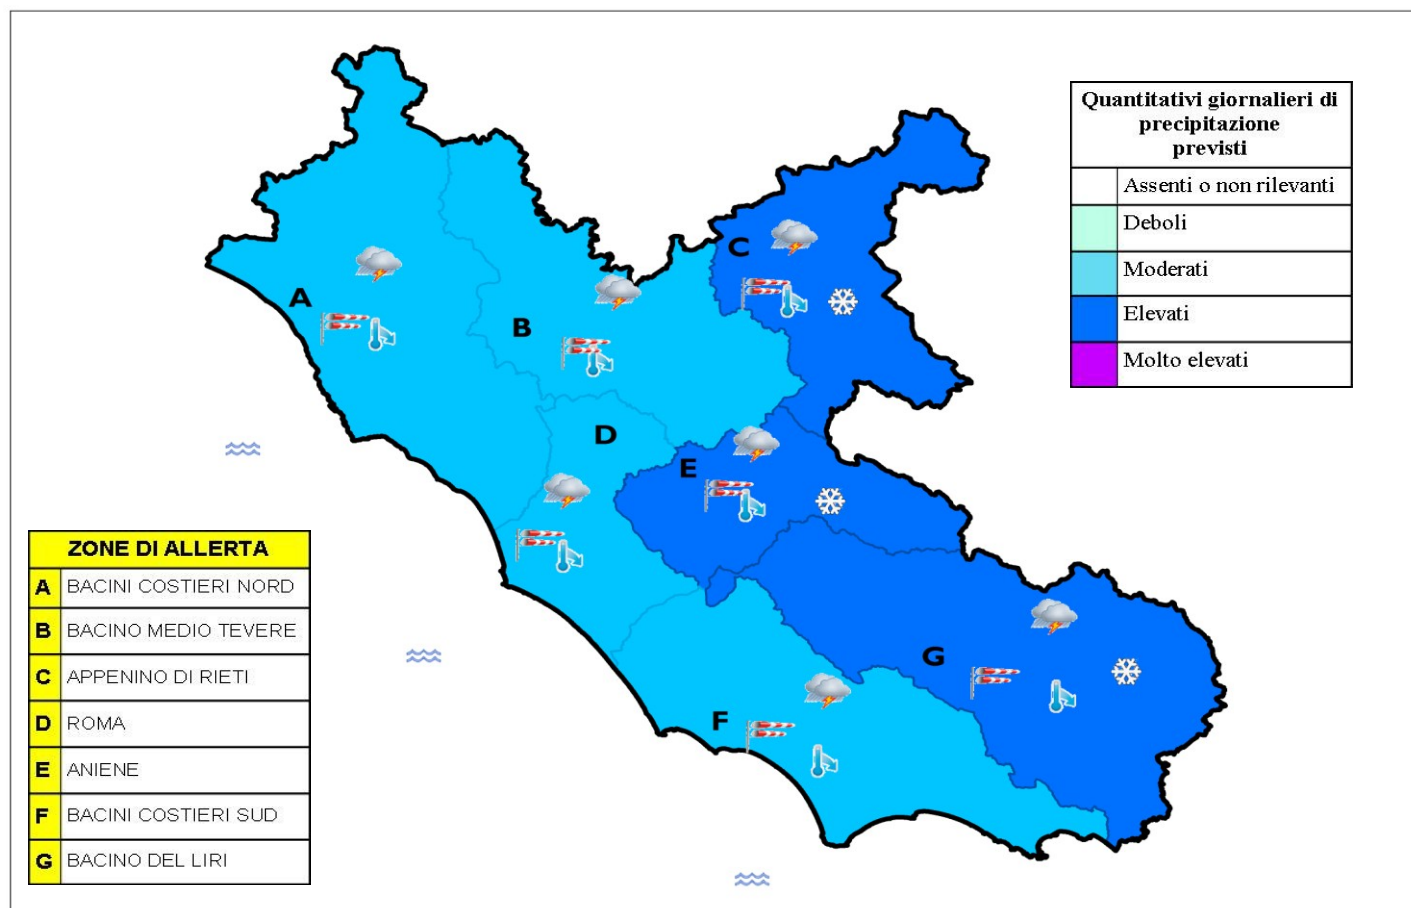 Quantitativi giornalieri di
precipitazione
previsti
Assenti o non rilevanti
Deboli
Moderati
Elevati
Molto elevati
C
A
B
D
E
G
F
ZONE DI ALLERTA
A BACINI COSTIERI NORD
B BACINO MEDIO TEVERE
C APPENINO DI RIETI
D ROMA
E ANIENE
F BACINI COSTIERI SUD
G BACINO DEL LIRI